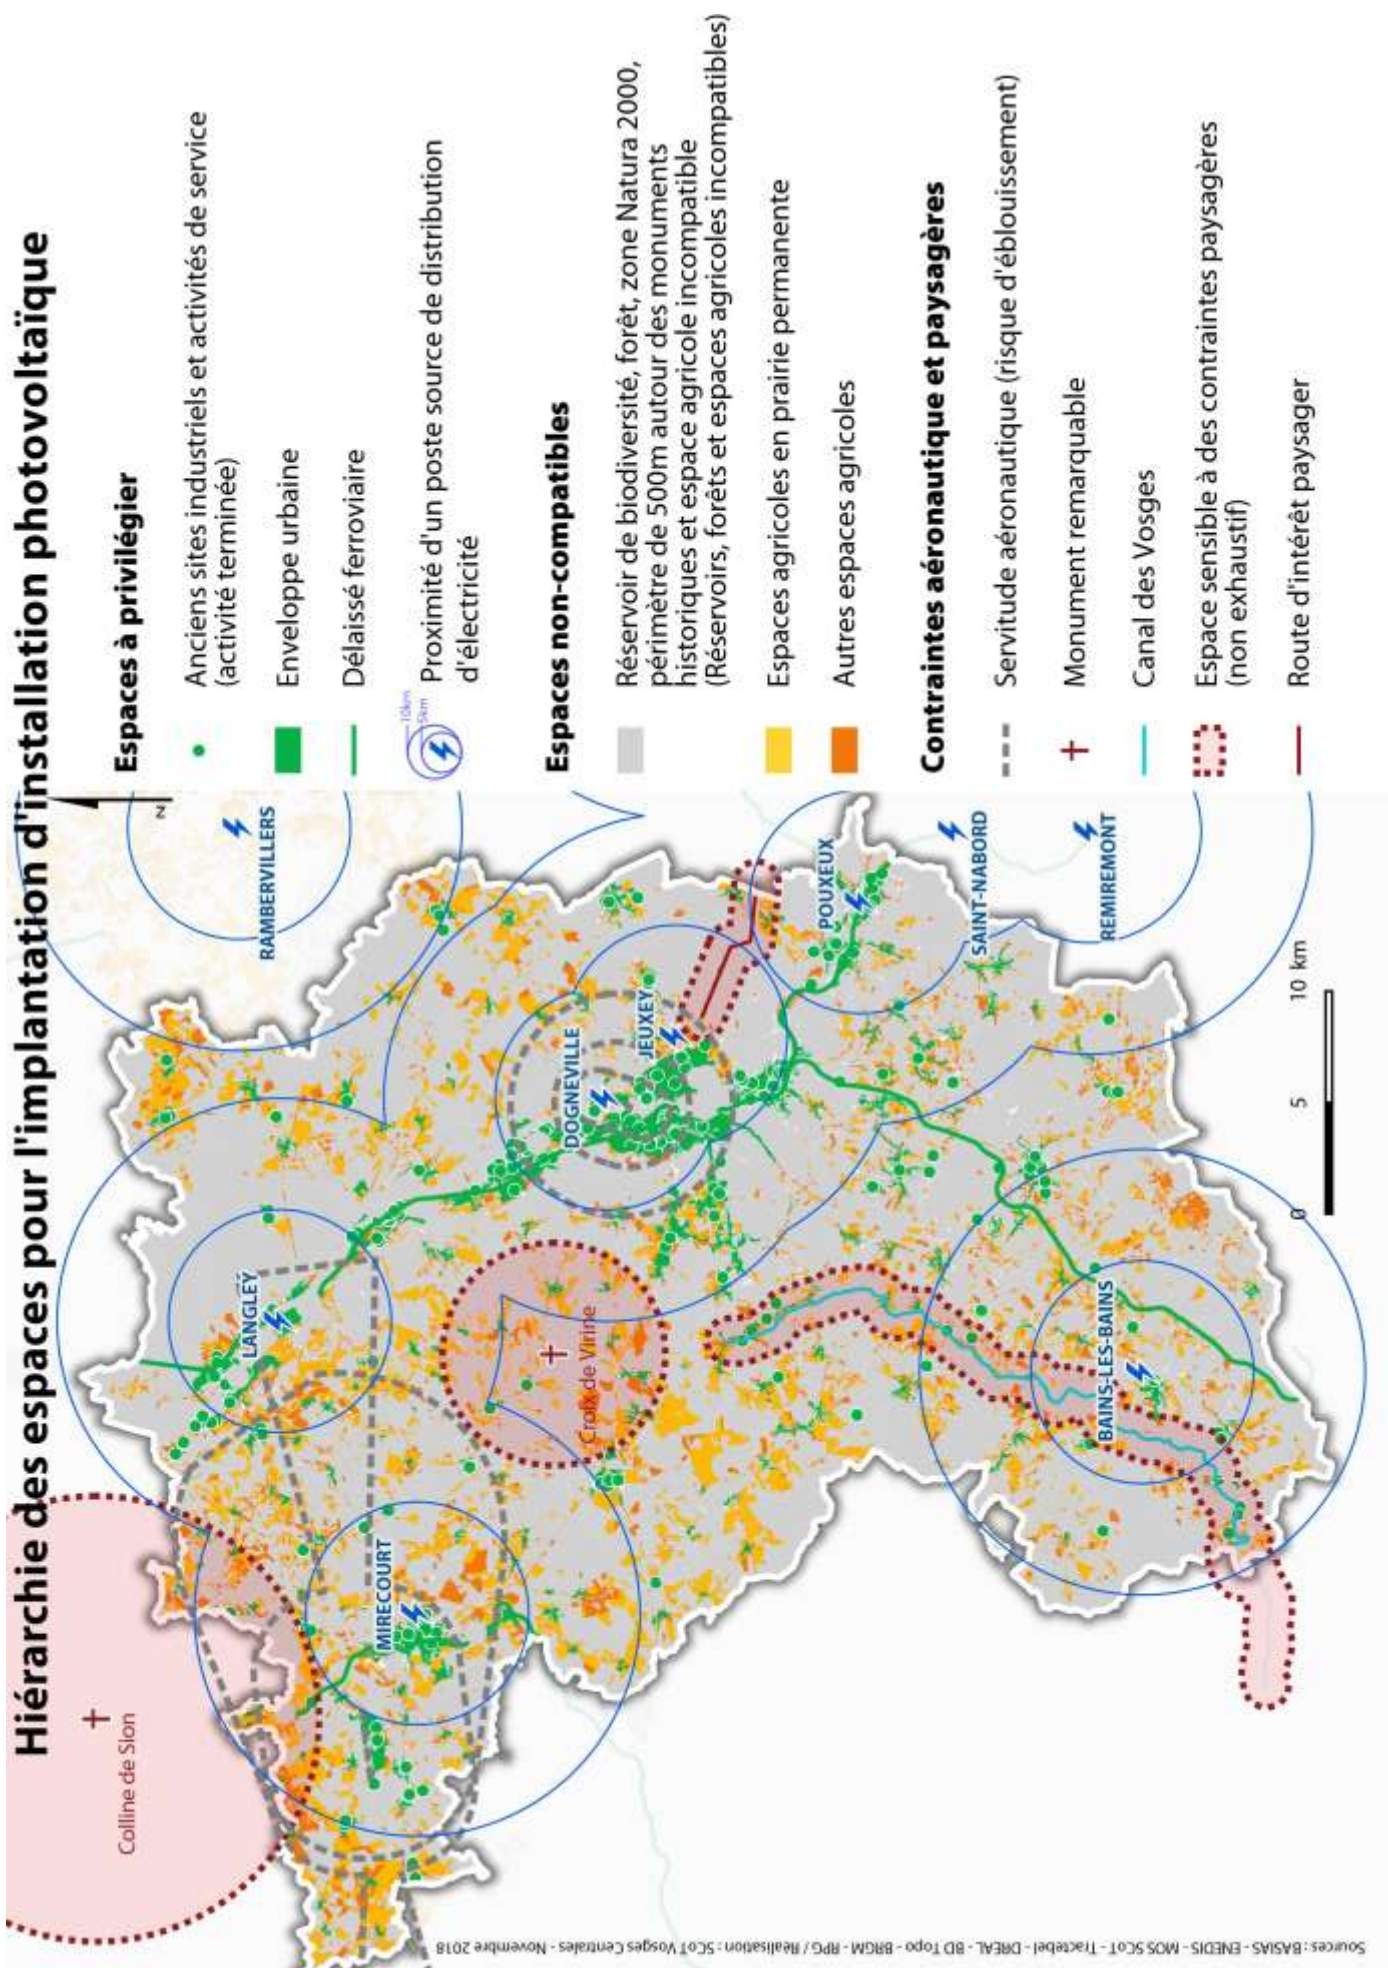 Hiérarchie des espaces pour l'implantation d'installation photovoltaïque
Colline de Sion
MIRECOURT
LANGLEY
RAMBERVILLERS
Croix de Virine
DOGNEVILLE
JEUXEY
POUXEUX
SAINT-NABORD
REMIREMONT
BAINS-LES-BAINS
N
0 5 10 km
Espaces à privilégier
Anciens sites industriels et activités de service
(activité terminée)
Enveloppe urbaine
Délaissé ferroviaire
10km
5km
Proximité d'un poste source de distribution
d'électricité
Espaces non-compatibles
Réservoir de biodiversité, forêt, zone Natura 2000,
périmètre de 500m autour des monuments
historiques et espace agricole incompatible
(Réservoirs, forêts et espaces agricoles incompatibles)
Espaces agricoles en prairie permanente
Autres espaces agricoles
Contraintes aéronautique et paysagères
Servitude aéronautique (risque d'éblouissement)
Monument remarquable
Canal des Vosges
Espace sensible à des contraintes paysagères
(non exhaustif)
Route d'intérêt paysager
Sources : BASIAS - ENEDIS - MOS SCOT - Tractebel - DREAL - BD Topo - BRGM - RPG / Réalisation : SCoT Vosges Centrales - Novembre 2018